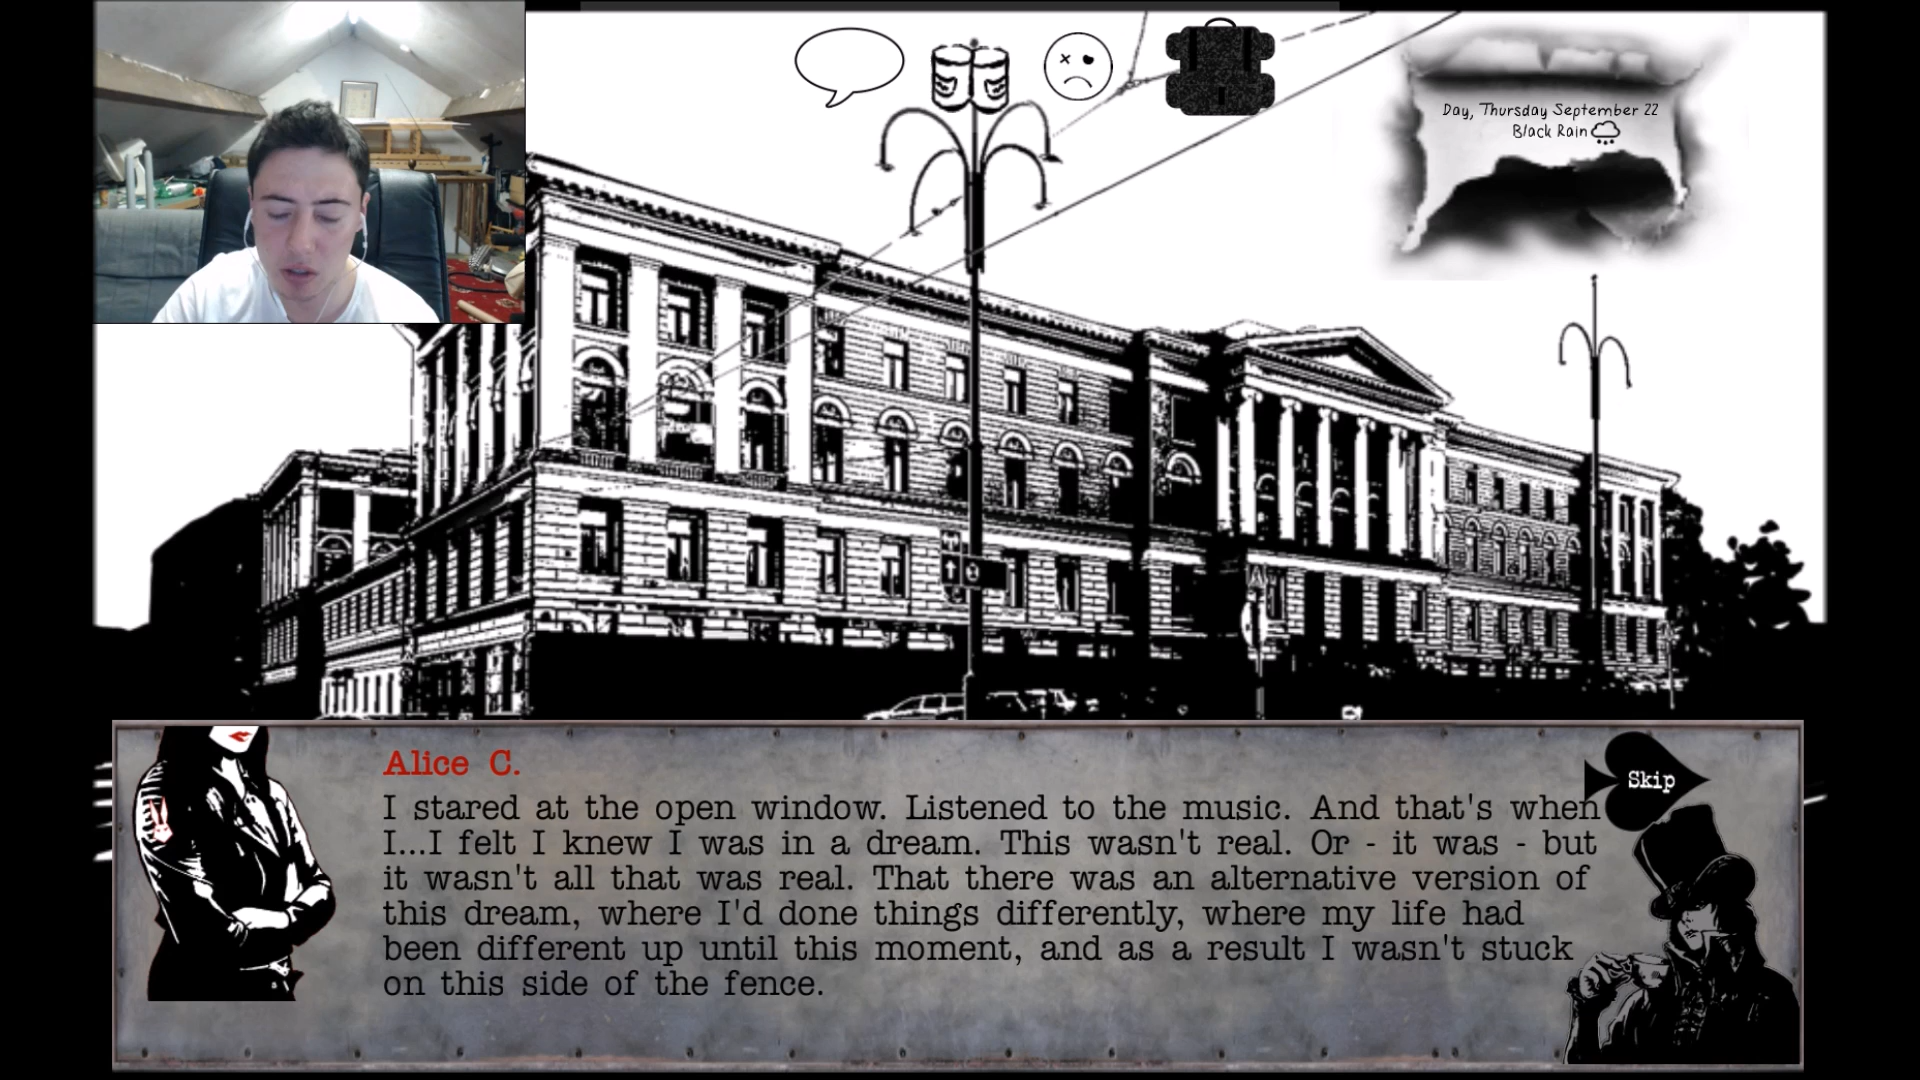 Day, Thursday September 22
Black Rain
Alice C.
Skip
I stared at the open window. Listened to the music. And that's when
I...I felt I knew I was in a dream. This wasn't real. Or - it was - but
it wasn't all that was real. That there was an alternative version of
this dream, where I'd done things differently, where my life had
been different up until this moment, and as a result I wasn't stuck
on this side of the fence.